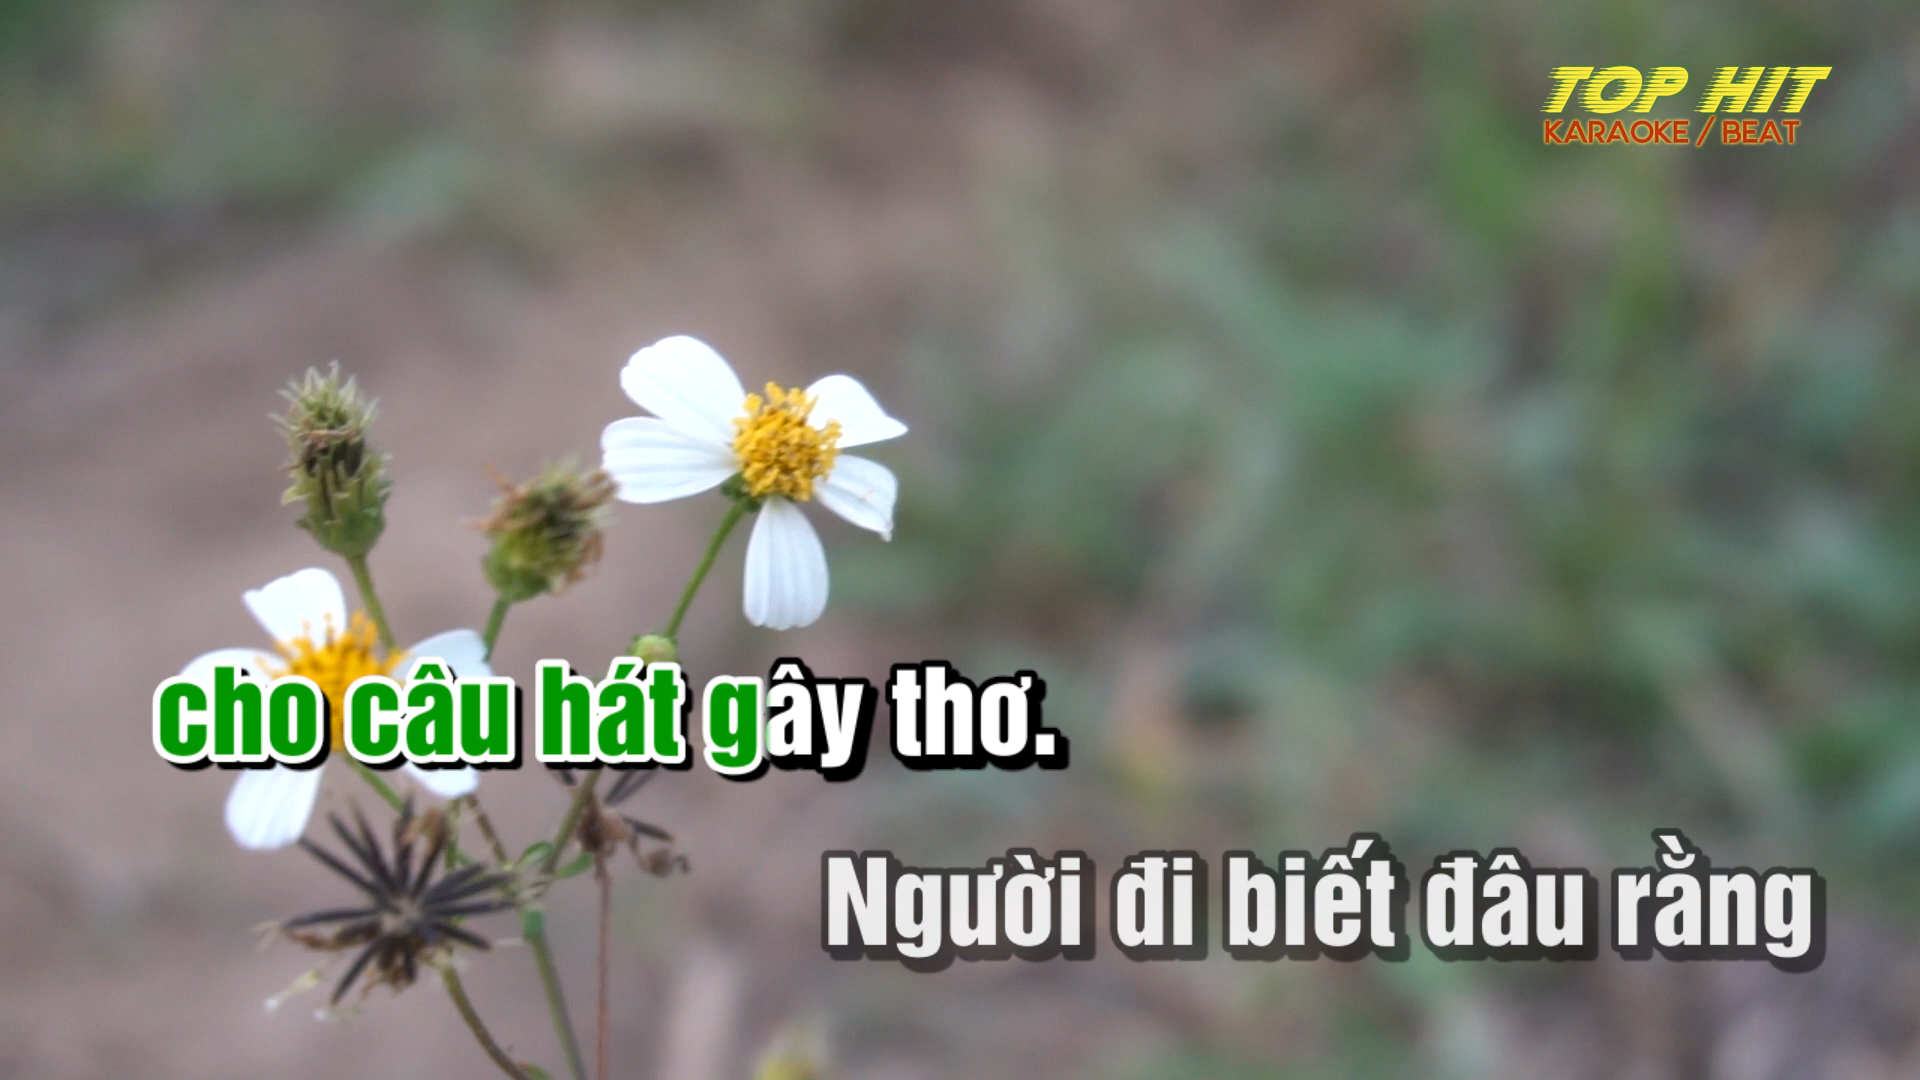 TOP HIT
KARAOKE / BEAT
cho câu hát gây thơ.
Người đi biết đâu rằng